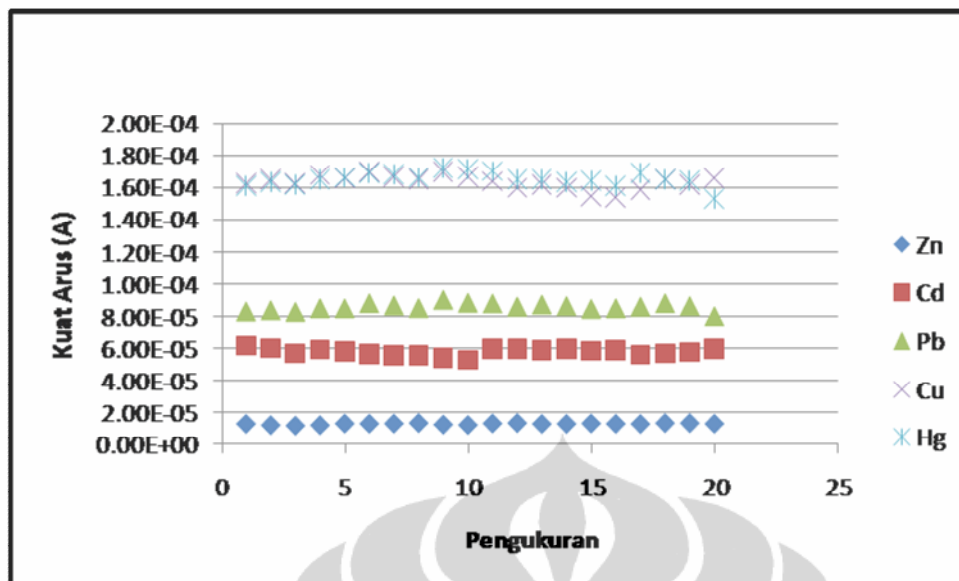 2.00E-04
1.80E-04
1.60E-04
1.40E-04
1.20E-04
1.00E-04
8.00E-05
6.00E-05
4.00E-05
2.00E-05
0.00E+00
Kuat Arus (A)
0 5 10 15 20 25
Pengukuran
Zn
Cd
Pb
Cu
Hg